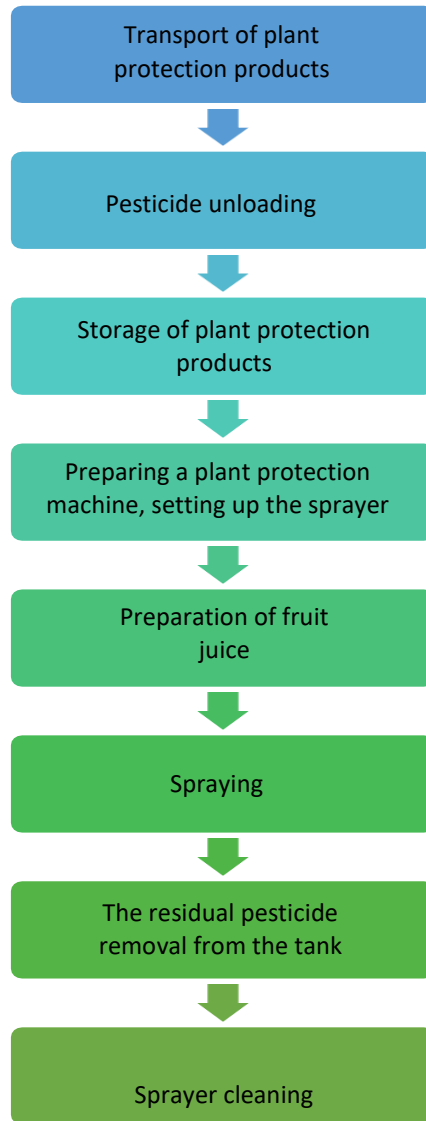 Transport of plant
protection products
Pesticide unloading
Storage of plant protection
products
Preparing a plant protection
machine, setting up the sprayer
Preparation of fruit
juice
Spraying
The residual pesticide
removal from the tank
Sprayer cleaning